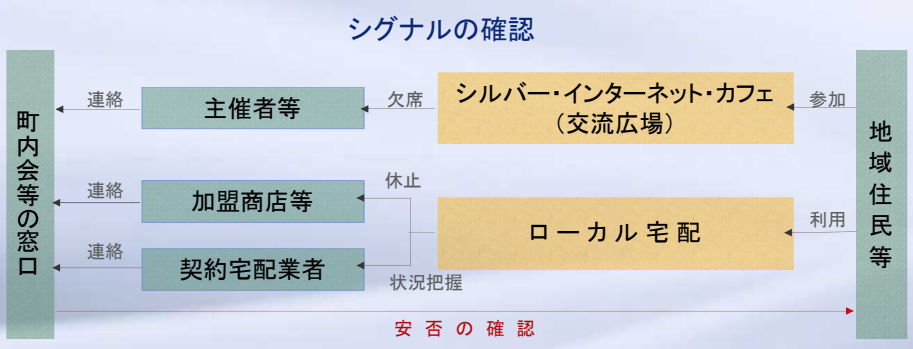 シグナルの確認
町内会等の窓口
連絡
主催者等
欠席
シルバー・インターネット・カフェ
（交流広場）
参加
地域住民等
連絡
加盟商店等
休止
ローカル宅配
利用
連絡
契約宅配業者
状況把握
安否の確認